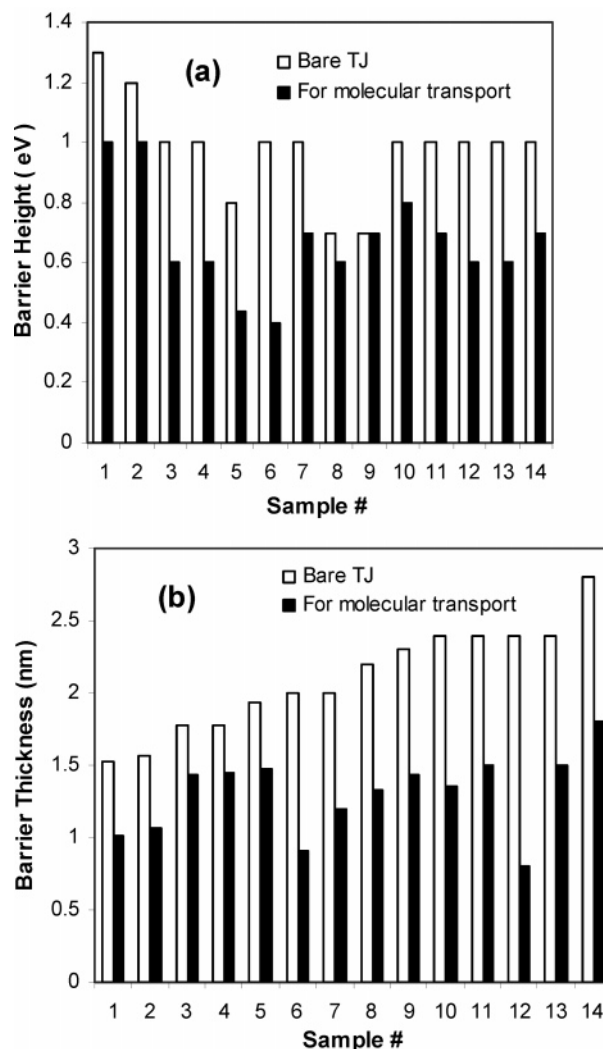 1.4
(a)
Bare TJ
For molecular transport
1.2
1
0.8
0.6
0.4
0.2
0
Barrier Height ( eV)
1 2 3 4 5 6 7 8 9 10 11 12 13 14
Sample #
3
Bare TJ
(b)
For molecular transport
2.5
2
1.5
1
0.5
0
Barrier Thickness (nm)
1 2 3 4 5 6 7 8 9 10 11 12 13 14
Sample #